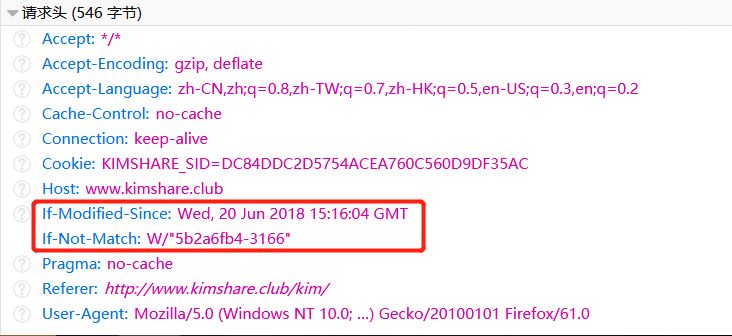 请求头 (546 字节)
Accept: */*
Accept-Encoding: gzip, deflate
Accept-Language: zh-CN,zh;q=0.8,zh-TW;q=0.7,zh-HK;q=0.5,en-US;q=0.3,en;q=0.2
Cache-Control: no-cache
Connection: keep-alive
Cookie: KIMSHARE_SID=DC84DDC2D5754ACEA760C560D9DF35AC
Host: www.kimshare.club
If-Modified-Since: Wed, 20 Jun 2018 15:16:04 GMT
If-Not-Match: W/"5b2a6fb4-3166"
Pragma: no-cache
Referer: http://www.kimshare.club/kim/
User-Agent: Mozilla/5.0 (Windows NT 10.0; ...) Gecko/20100101 Firefox/61.0